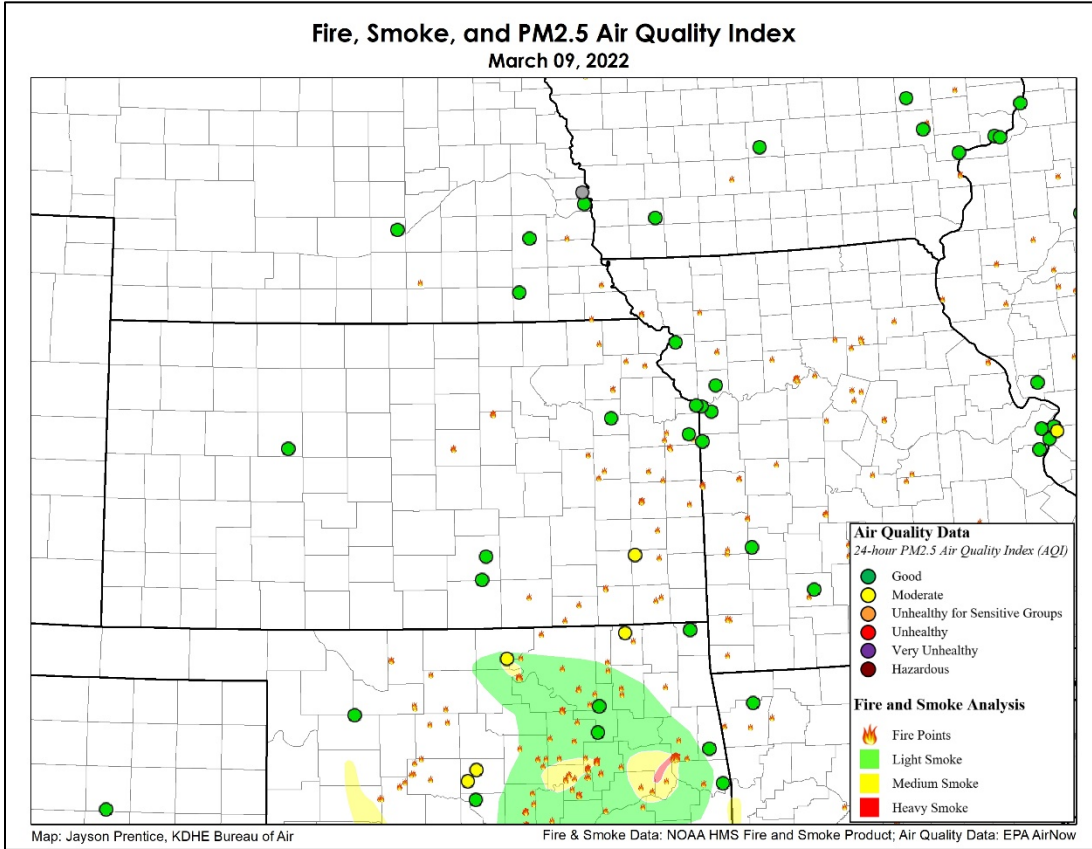 Fire, Smoke, and PM2.5 Air Quality Index
March 09, 2022
Air Quality Data
24-hour PM2.5 Air Quality Index (AQI)
Good
Moderate
Unhealthy for Sensitive Groups
Unhealthy
Very Unhealthy
Hazardous
Fire and Smoke Analysis
Fire Points
Light Smoke
Medium Smoke
Heavy Smoke
Map: Jayson Prentice, KDHE Bureau of Air
Fire & Smoke Data: NOAA HMS Fire and Smoke Product; Air Quality Data: EPA AirNow